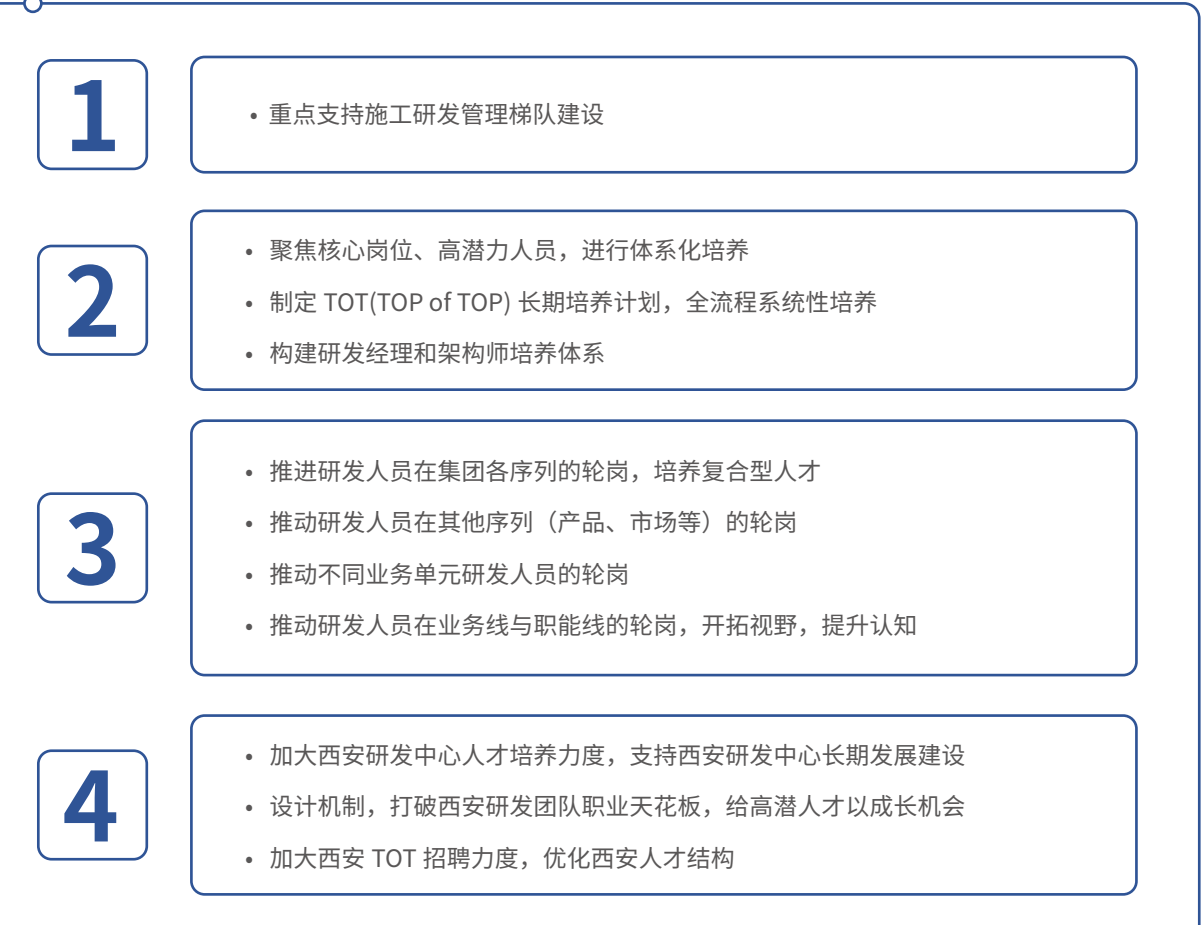 1
• 重点支持施工研发管理梯队建设
2
• 聚焦核心岗位、高潜力人员，进行体系化培养
• 制定 TOT(TOP of TOP) 长期培养计划，全流程系统性培养
• 构建研发经理和架构师培养体系
3
• 推进研发人员在集团各序列的轮岗，培养复合型人才
• 推动研发人员在其他序列（产品、市场等）的轮岗
• 推动不同业务单元研发人员的轮岗
• 推动研发人员在业务线与职能线的轮岗，开拓视野，提升认知
4
• 加大西安研发中心人才培养力度，支持西安研发中心长期发展建设
• 设计机制，打破西安研发团队职业天花板，给高潜人才以成长机会
• 加大西安 TOT 招聘力度，优化西安人才结构